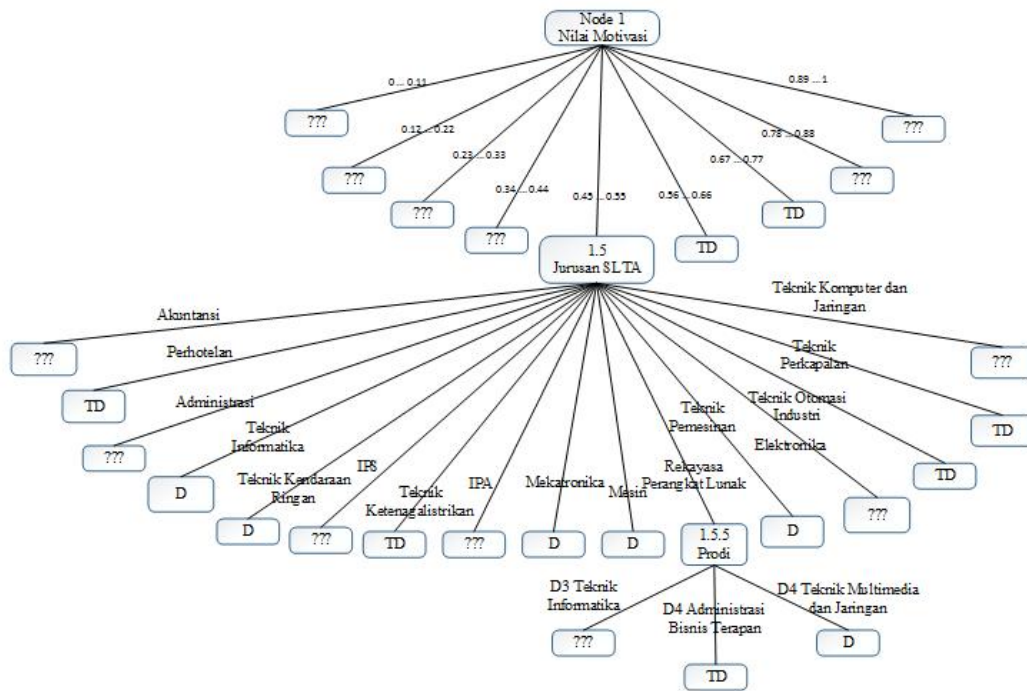 Node 1
Nilai Motivasi
0 ... 0.11
0.89 ... 1
???
???
0.12 ... 0.22
0.78 ... 0.88
0.23 ... 0.33
0.67 ... 0.77
???
???
0.34 ... 0.44
0.45 ... 0.55
0.56 ... 0.66
???
TD
???
TD
1.5
Jurusan SLTA
Teknik Komputer dan
Jaringan
Akuntansi
???
Perhotelan
Teknik
Perkapalan
???
TD
Administrasi
Teknik
Pemesinan
Teknik Otomasi
Industri
TD
Teknik
Informatika
Elektronika
???
IPS
IPA
Rekayasa
Perangkat Lunak
TD
Teknik Kendaraan
Ringan
Mekatronika
Mesin
D
Teknik
Ketenagalistrikan
???
D
???
TD
???
D
D
1.5.5
Prodi
D
D3 Teknik
Informatika
D4 Teknik Multimedia
dan Jaringan
D4 Administrasi
Bisnis Terapan
???
D
TD